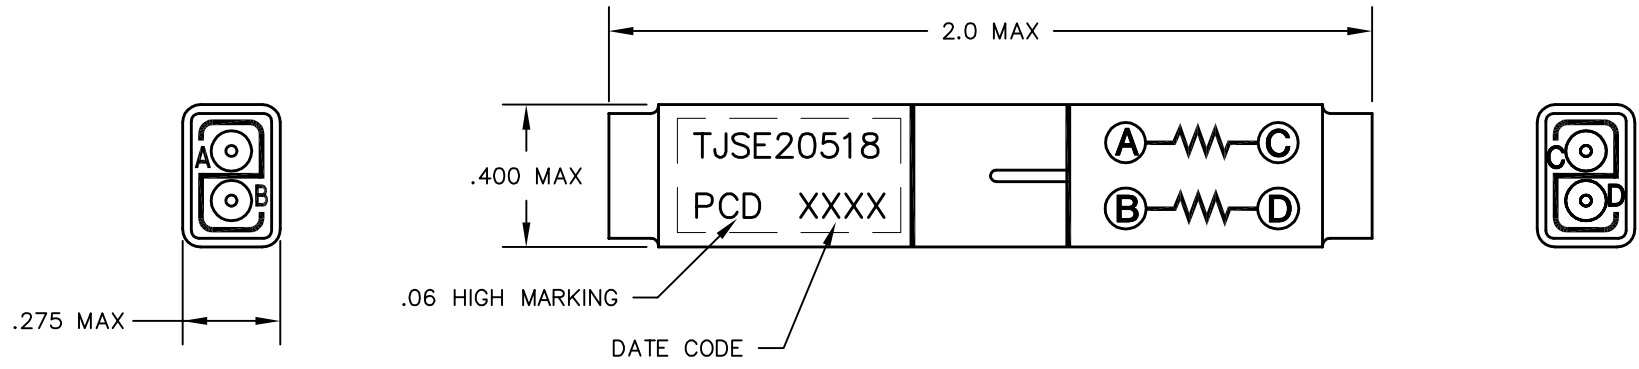 2.0 MAX
TJSE20518
PCD XXXX
A C
B D
A
B
C
D
.400 MAX
.06 HIGH MARKING
.275 MAX
DATE CODE